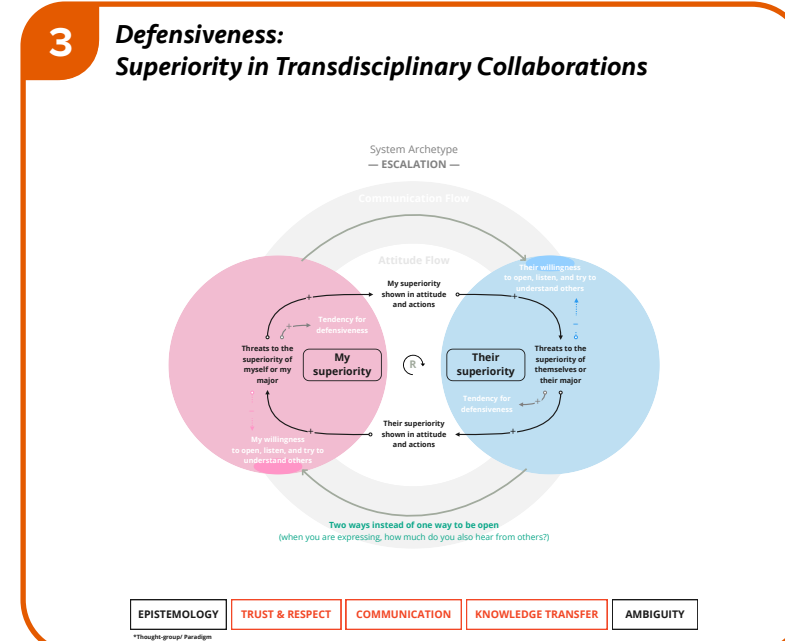 3
Defensiveness:
Superiority in Transdisciplinary Collaborations
System Archetype
— ESCALATION —
Communication Flow
Attitude Flow
Their willingness
to open, listen, and try to
understand others
My superiority
shown in attitude
and actions
+
+
+
Tendency for
defensiveness
–
Threats to the
superiority of
myself or my
major
My
superiority
R
Their
superiority
Threats to the
superiority of
themselves or
their major
–
Tendency for
defensiveness
+
+
+
Their superiority
shown in attitude
and actions
My willingness
to open, listen, and try to
understand others
Two ways instead of one way to be open
(when you are expressing, how much do you also hear from others?)
EPISTEMOLOGY
TRUST & RESPECT
COMMUNICATION
KNOWLEDGE TRANSFER
AMBIGUITY
*Thought-group/ Paradigm